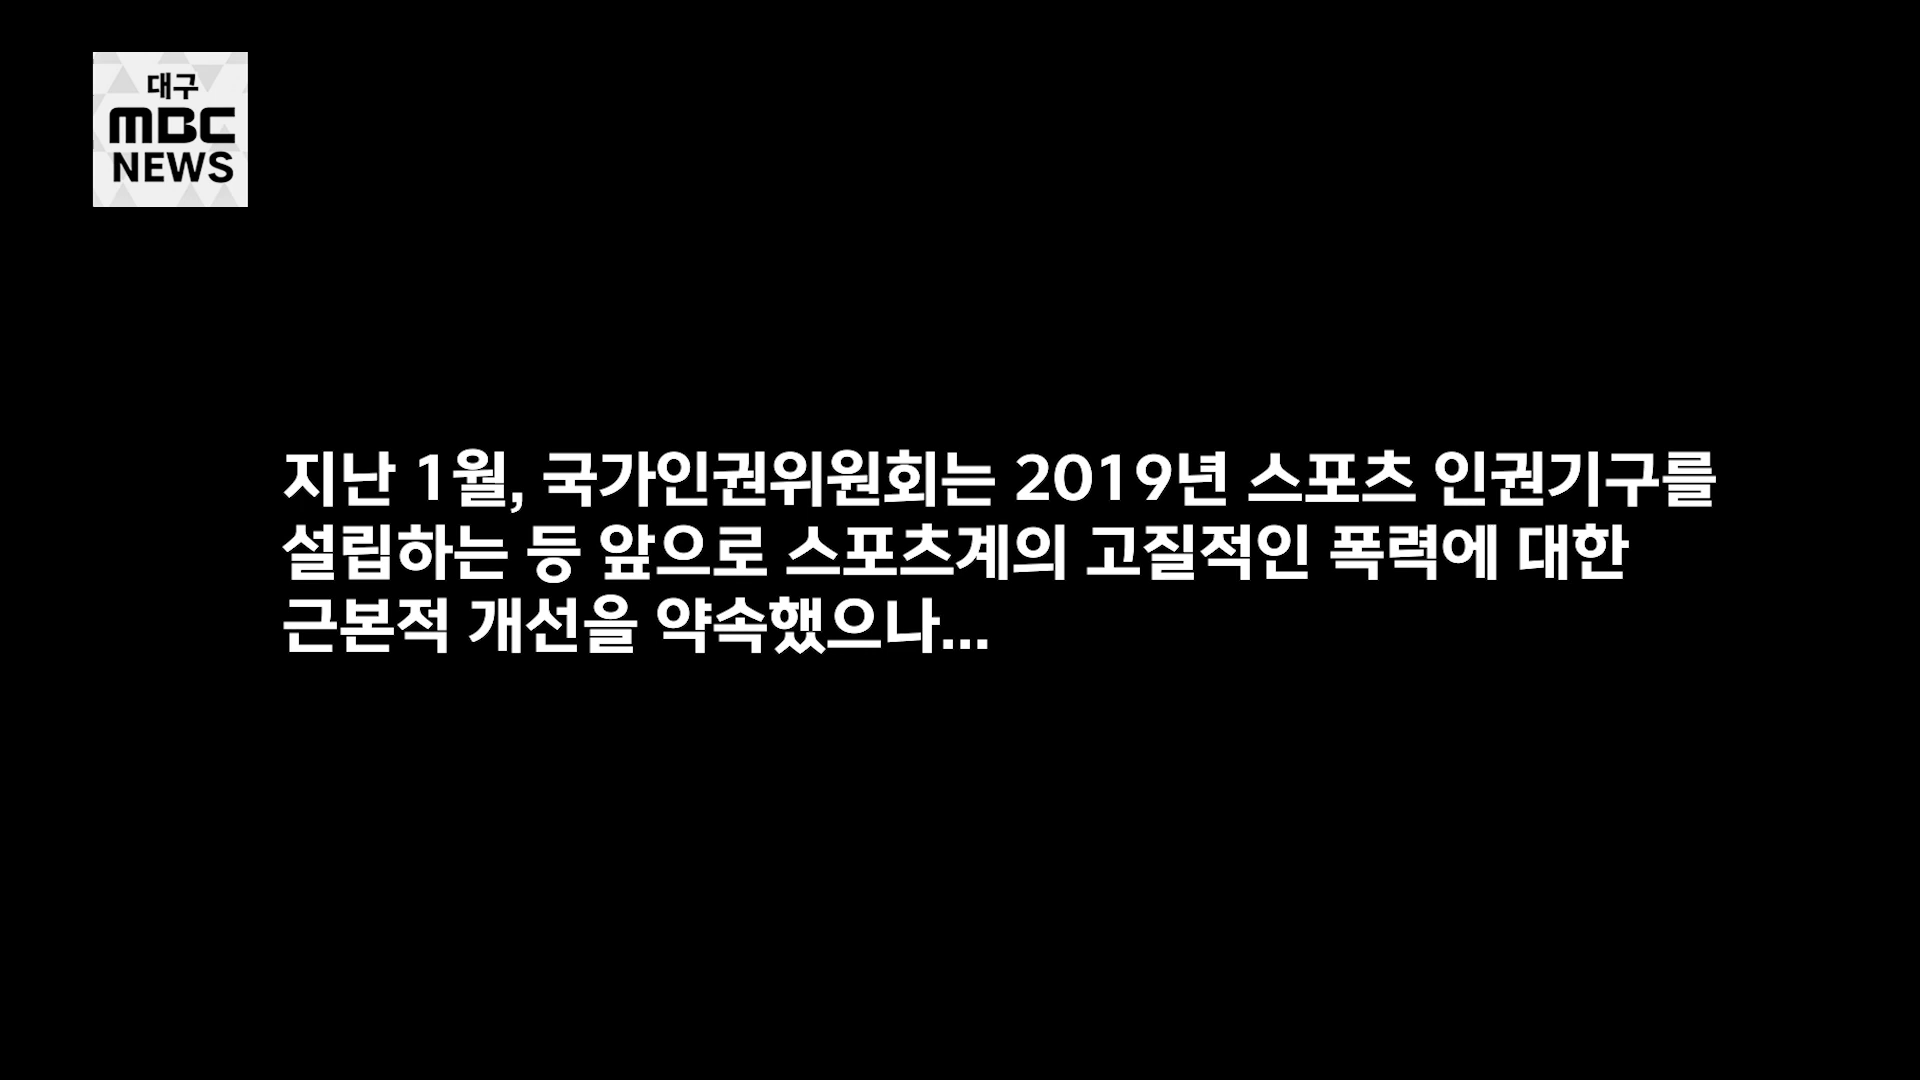 대구
MBC
NEWS
지난 1월, 국가인권위원회는 2019년 스포츠 인권기구를
설립하는 등 앞으로 스포츠계의 고질적인 폭력에 대한
근본적 개선을 약속했으나...